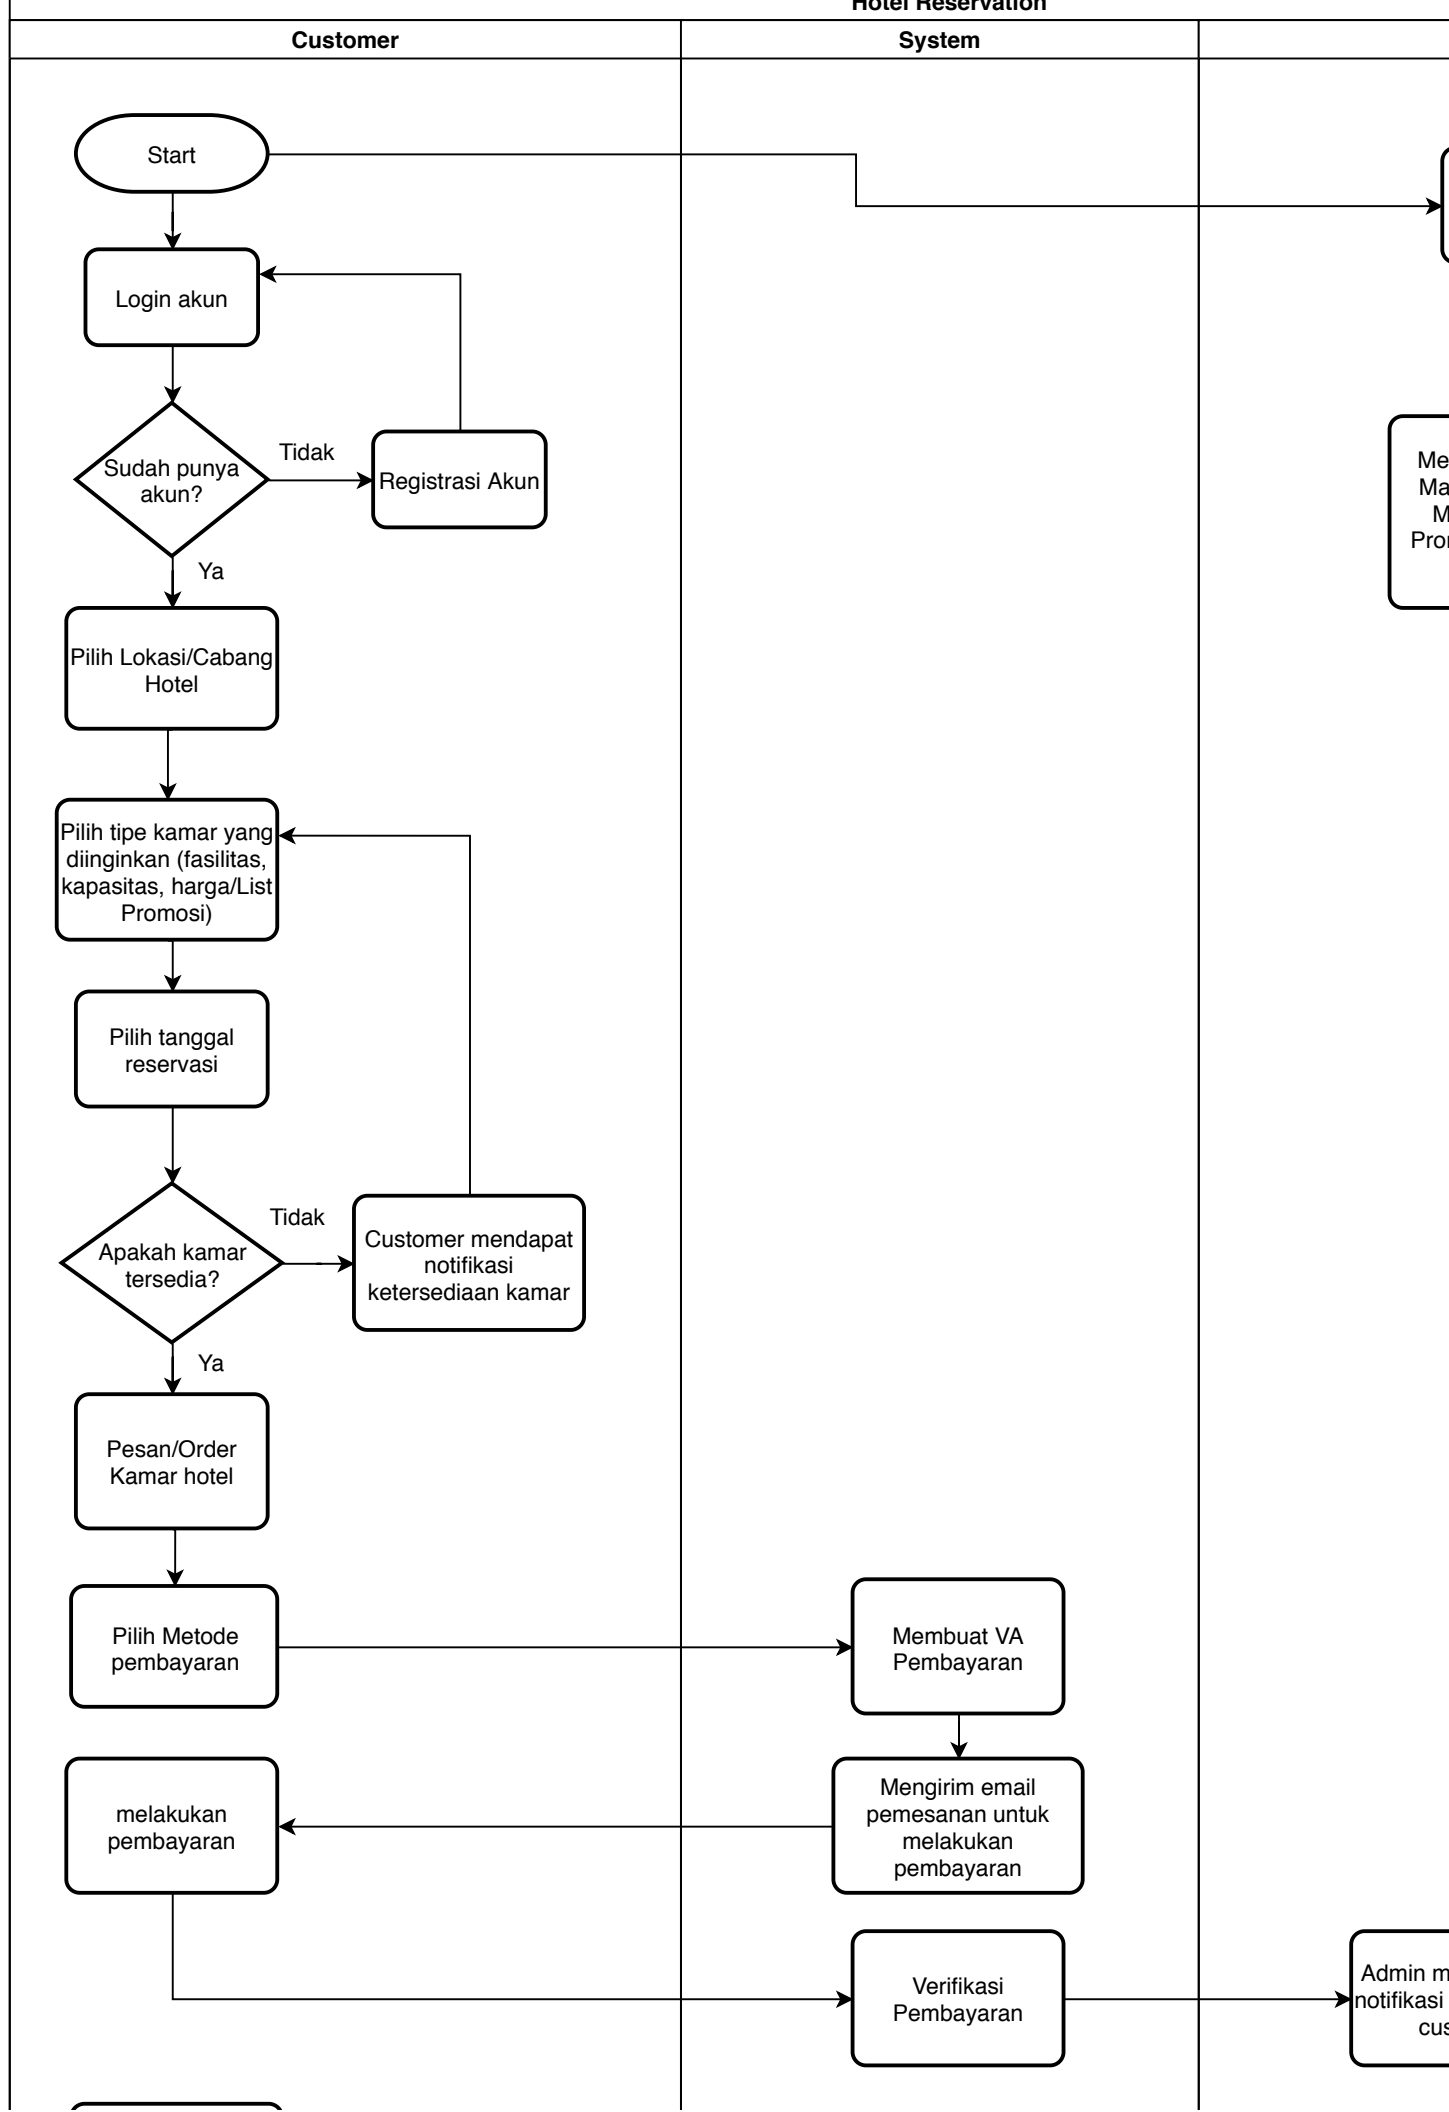 Hotel Reservation
Customer
System
Start
Login akun
Sudah punya
akun?
Tidak
Registrasi Akun
Ya
Pilih Lokasi/Cabang
Hotel
Pilih tipe kamar yang
diinginkan (fasilitas,
kapasitas, harga/List
Promosi)
Pilih tanggal
reservasi
Apakah kamar
tersedia?
Tidak
Customer mendapat
notifikasi
ketersediaan kamar
Ya
Pesan/Order
Kamar hotel
Pilih Metode
pembayaran
Membuat VA
Pembayaran
Mengirim email
pemesanan untuk
melakukan
pembayaran
melakukan
pembayaran
Verifikasi
Pembayaran
Admin
notifikasi